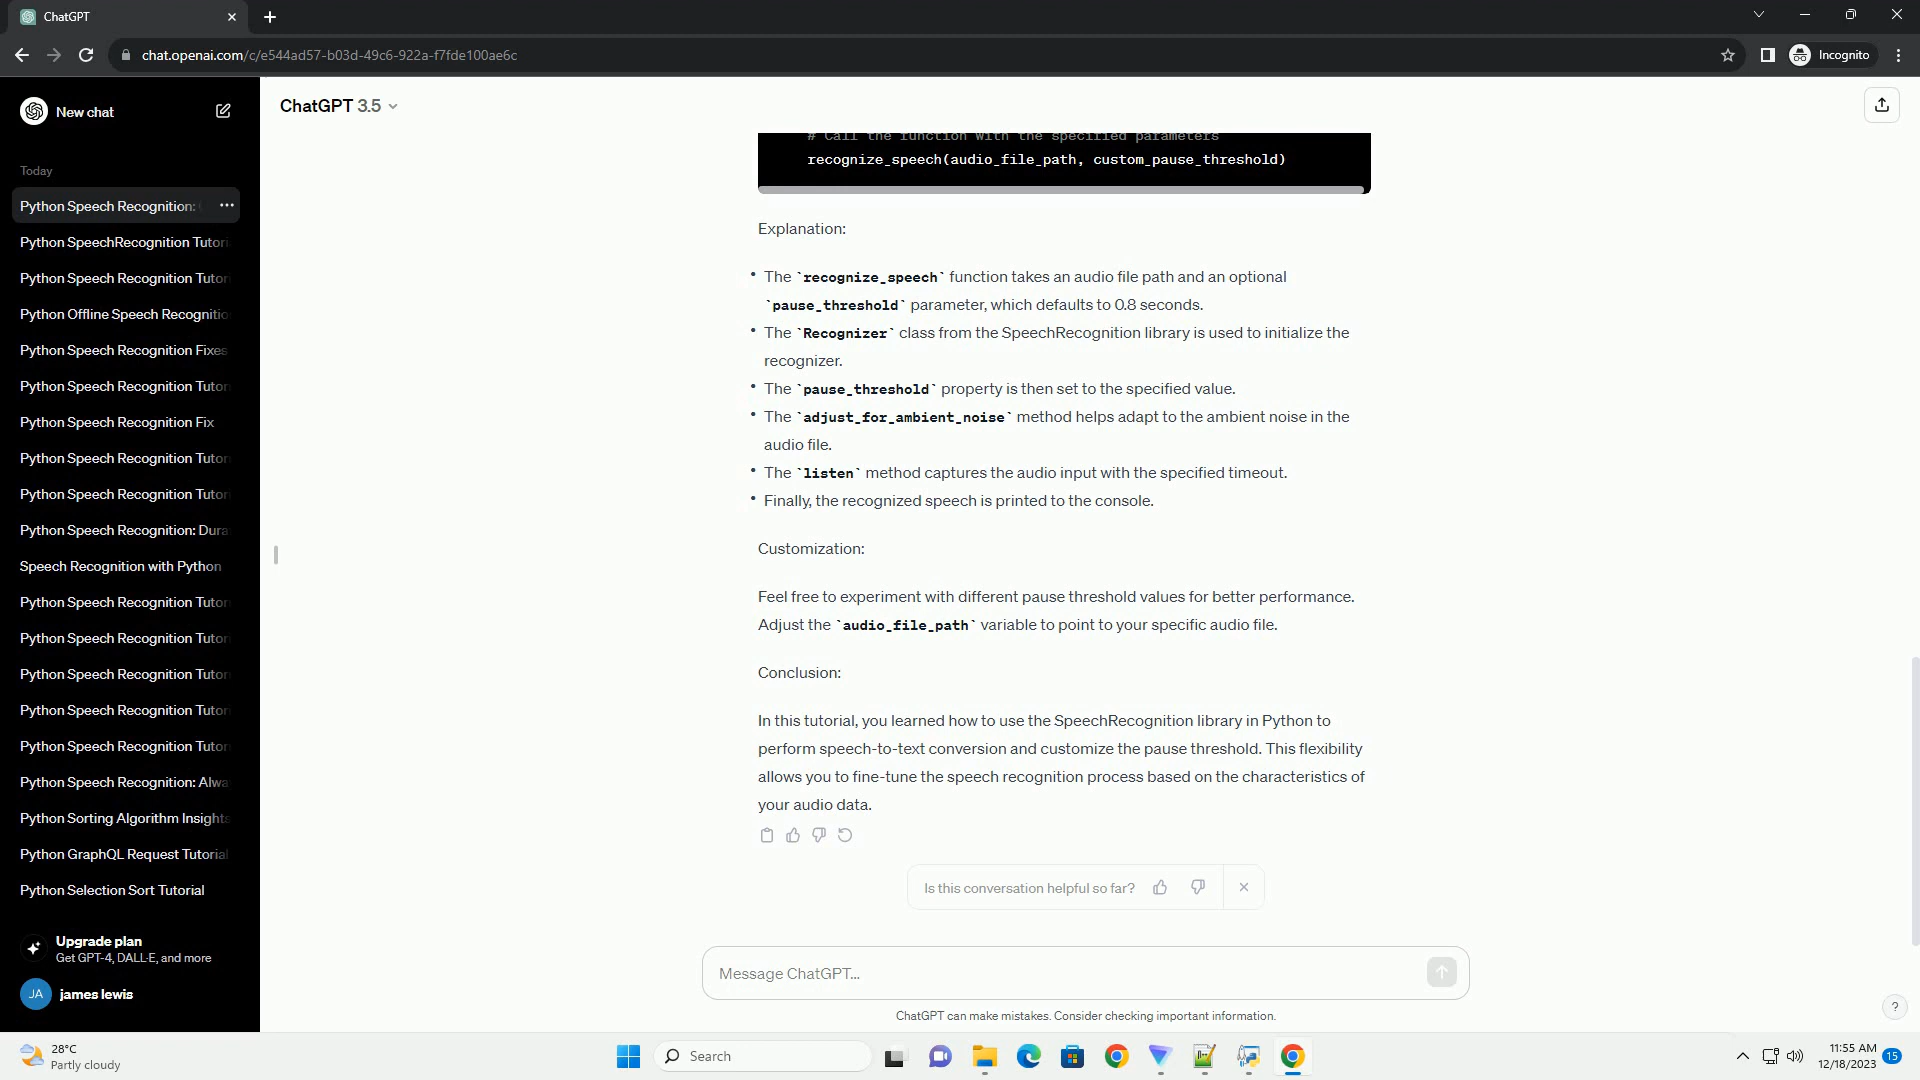 ChatGPT
chat.openai.com/c/e544ad57-b03d-49c6-922a-f7fde100ae6c
Incognito
New chat
Today
Python Speech Recognition:
Python SpeechRecognition Tutori
Python Speech Recognition Tutor
Python Offline Speech Recognitio
Python Speech Recognition Fixes
Python Speech Recognition Tutor
Python Speech Recognition Fix
Python Speech Recognition Tutor
Python Speech Recognition Tutor
Python Speech Recognition: Dura
Speech Recognition with Python
Python Speech Recognition Tutor
Python Speech Recognition Tutor
Python Speech Recognition Tutor
Python Speech Recognition Tutor
Python Speech Recognition Tutor
Python Speech Recognition: Alwa
Python Sorting Algorithm Insights
Python GraphQL Request Tutorial
Python Selection Sort Tutorial
Upgrade plan
Get GPT-4, DALL·E, and more
JA james lewis
ChatGPT 3.5
# Call the function with the specified parameters
recognize_speech(audio_file_path, custom_pause_threshold)
Explanation:
• The `recognize_speech` function takes an audio file path and an optional
`pause_threshold` parameter, which defaults to 0.8 seconds.
• The `Recognizer` class from the SpeechRecognition library is used to initialize the
recognizer.
• The `pause_threshold` property is then set to the specified value.
• The `adjust_for_ambient_noise` method helps adapt to the ambient noise in the
audio file.
• The `listen` method captures the audio input with the specified timeout.
• Finally, the recognized speech is printed to the console.
Customization:
Feel free to experiment with different pause threshold values for better performance.
Adjust the `audio_file_path` variable to point to your specific audio file.
Conclusion:
In this tutorial, you learned how to use the SpeechRecognition library in Python to
perform speech-to-text conversion and customize the pause threshold. This flexibility
allows you to fine-tune the speech recognition process based on the characteristics of
your audio data.
Is this conversation helpful so far?
Message ChatGPT...
ChatGPT can make mistakes. Consider checking important information.
?
28°C
Partly cloudy
Search
11:55 AM
12/18/2023
15